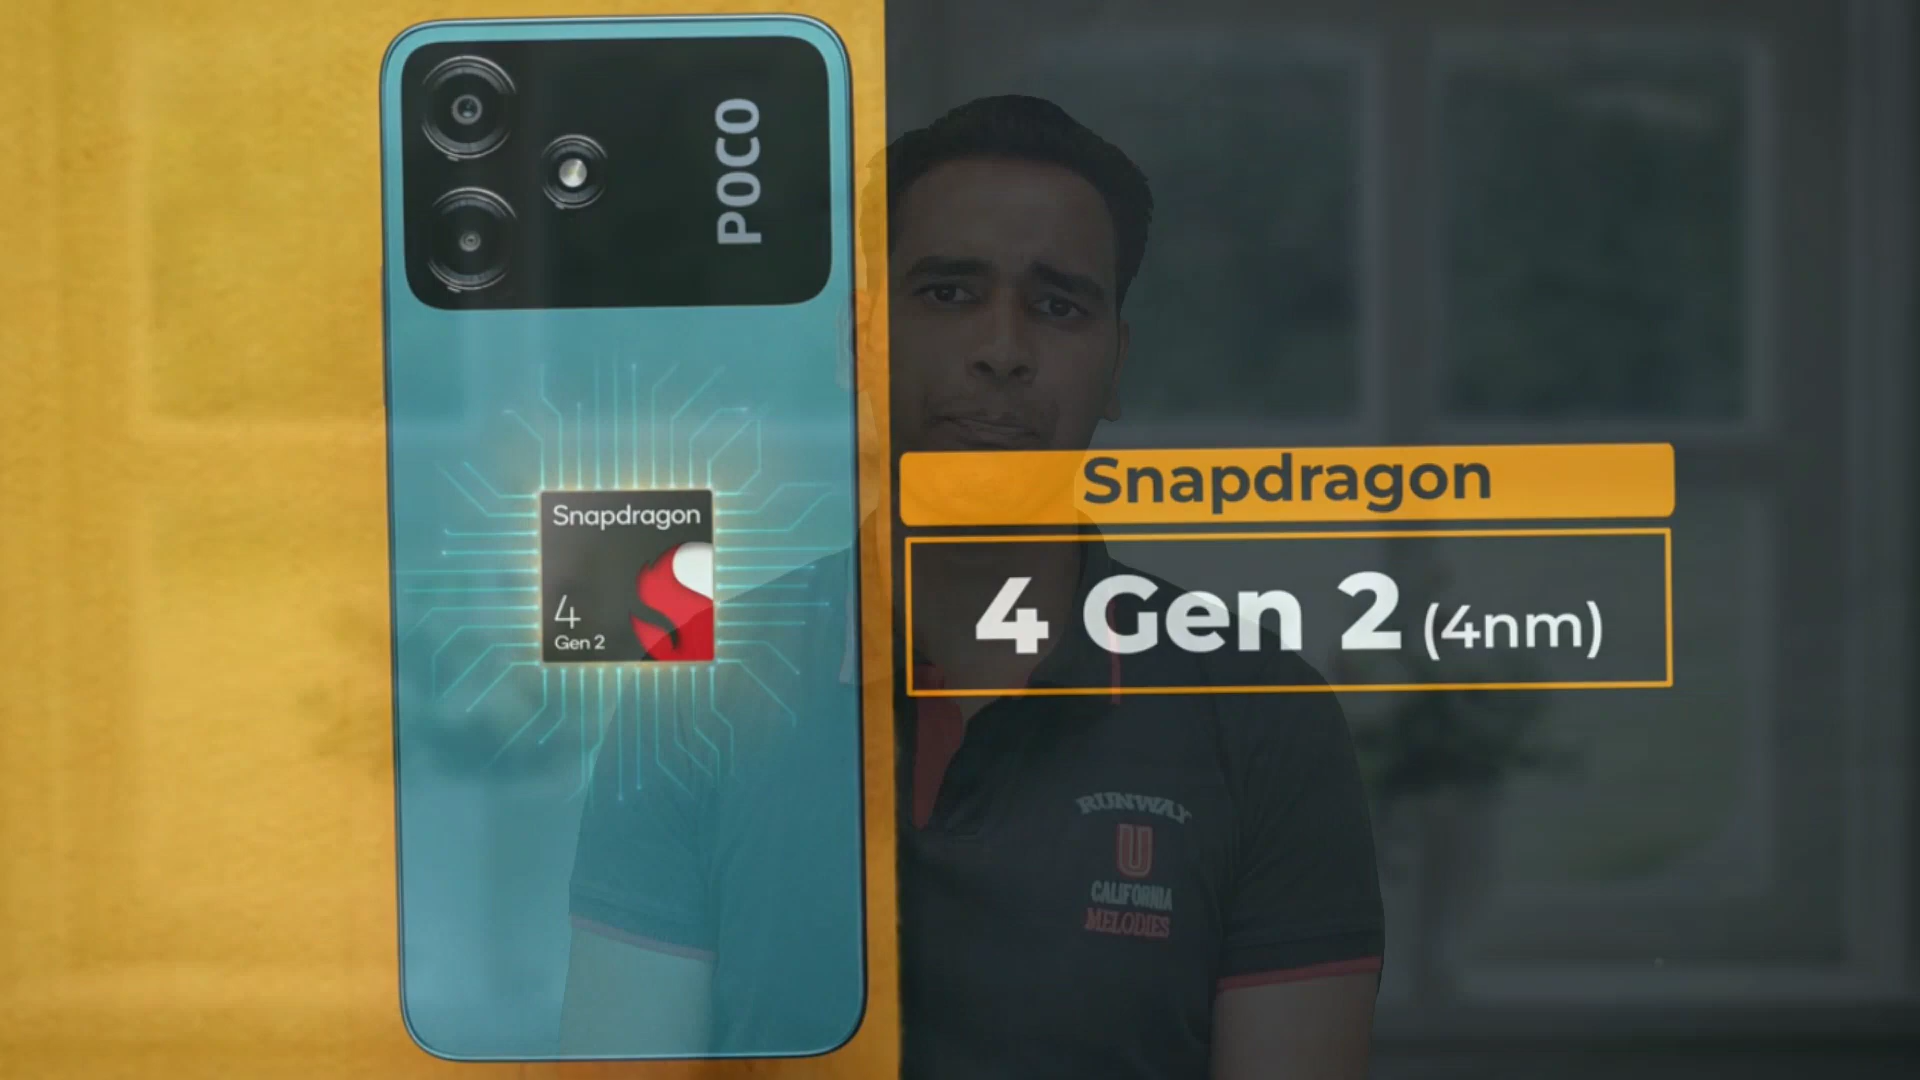 POCO
Snapdragon
4
Gen 2
Snapdragon
4 Gen 2 (4nm)
RUNWAY
U
CALIFORNIA
MELODIES